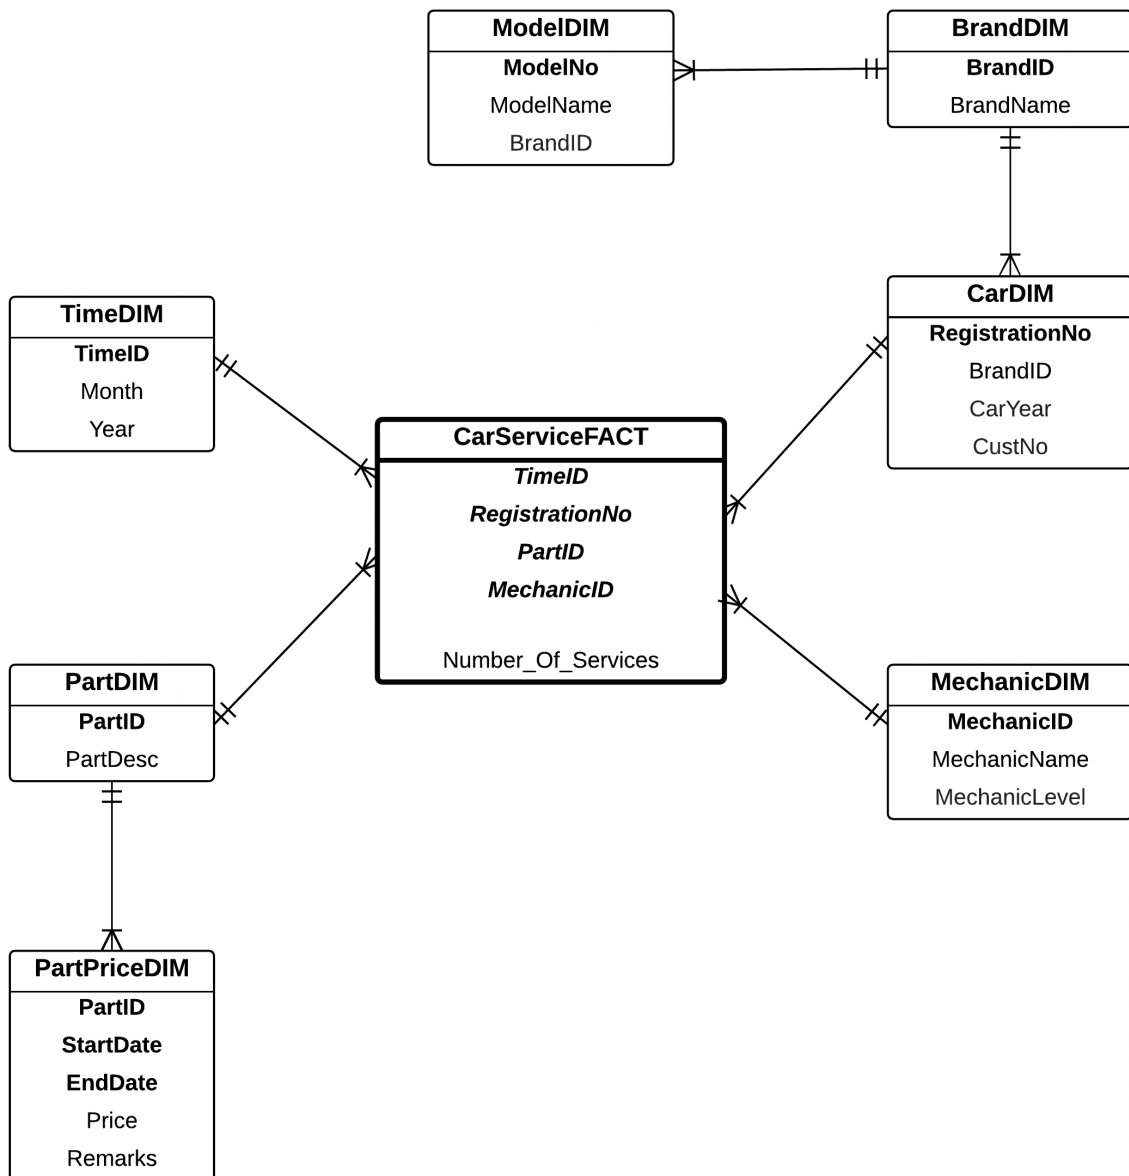 ModelDIM
ModelNo
ModelName
BrandID
BrandDIM
BrandID
BrandName
TimeDIM
TimeID
Month
Year
CarDIM
RegistrationNo
BrandID
CarYear
CustNo
CarServiceFACT
TimeID
RegistrationNo
PartID
MechanicID
Number_Of_Services
PartDIM
PartID
PartDesc
MechanicDIM
MechanicID
MechanicName
MechanicLevel
PartPriceDIM
PartID
StartDate
EndDate
Price
Remarks